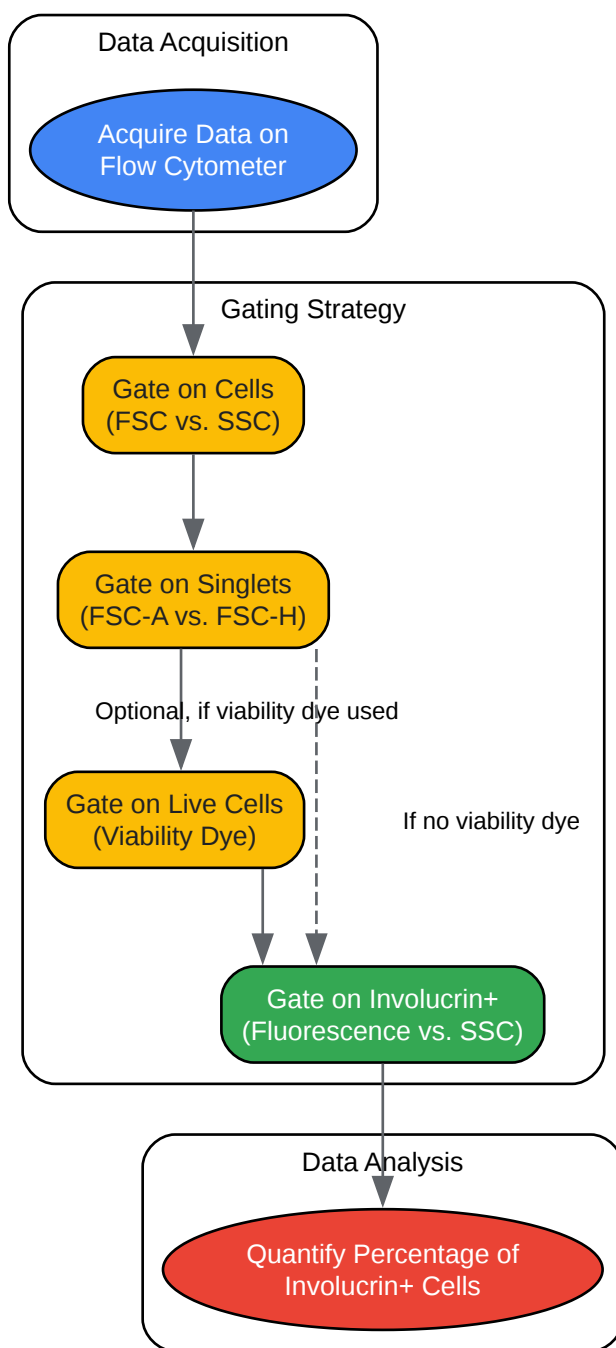 Data Acquisition
Acquire Data on
Flow Cytometer
Gating Strategy
Gate on Cells
(FSC vs. SSC)
Gate on Singlets
(FSC-A vs. FSC-H)
Optional, if viability dye used
Gate on Live Cells
(Viability Dye)
If no viability dye
Gate on Involucrin+
(Fluorescence vs. SSC)
Data Analysis
Quantify Percentage of
Involucrin+ Cells